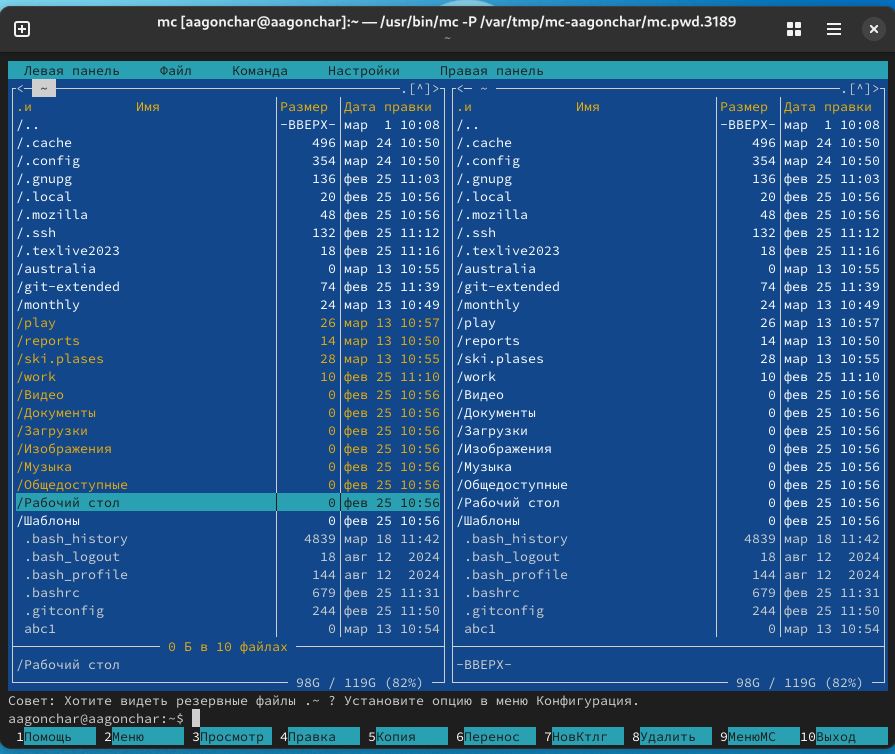 mc [aagonchar@aagonchar]:~ — /usr/bin/mc -P /var/tmp/mc-aagonchar/mc.pwd.3189
~
Левая панель Файл Команда Настройки Правая панель
<─ ~ .[^]>
.и Имя Размер Дата правки
/.. -ВВЕРХ- мар 1 10:08
/.cache 496 мар 24 10:50
/.config 354 мар 24 10:50
/.gnupg 136 фев 25 11:03
/.local 20 фев 25 10:56
/.mozilla 48 фев 25 10:56
/.ssh 132 фев 25 11:12
/.texlive2023 18 фев 25 11:16
/australia 0 мар 13 10:55
/git-extended 74 фев 25 11:39
/monthly 24 мар 13 10:49
/play 26 мар 13 10:57
/reports 14 мар 13 10:50
/ski.plases 28 мар 13 10:55
/work 10 фев 25 11:10
/Видео 0 фев 25 10:56
/Документы 0 фев 25 10:56
/Загрузки 0 фев 25 10:56
/Изображения 0 фев 25 10:56
/Музыка 0 фев 25 10:56
/Общедоступные 0 фев 25 10:56
/Рабочий стол 0 фев 25 10:56
/Шаблоны 0 фев 25 10:56
.bash_history 4839 мар 18 11:42
.bash_logout 18 авг 12 2024
.bash_profile 144 авг 12 2024
.bashrc 679 фев 25 11:31
.gitconfig 244 фев 25 11:50
abc1 0 мар 13 10:54
0 Б в 10 файлах
/Рабочий стол
98G / 119G (82%)
<─ ~ .[^]>
.и Имя Размер Дата правки
/.. -ВВЕРХ- мар 1 10:08
/.cache 496 мар 24 10:50
/.config 354 мар 24 10:50
/.gnupg 136 фев 25 11:03
/.local 20 фев 25 10:56
/.mozilla 48 фев 25 10:56
/.ssh 132 фев 25 11:12
/.texlive2023 18 фев 25 11:16
/australia 0 мар 13 10:55
/git-extended 74 фев 25 11:39
/monthly 24 мар 13 10:49
/play 26 мар 13 10:57
/reports 14 мар 13 10:50
/ski.plases 28 мар 13 10:55
/work 10 фев 25 11:10
/Видео 0 фев 25 10:56
/Документы 0 фев 25 10:56
/Загрузки 0 фев 25 10:56
/Изображения 0 фев 25 10:56
/Музыка 0 фев 25 10:56
/Общедоступные 0 фев 25 10:56
/Рабочий стол 0 фев 25 10:56
/Шаблоны 0 фев 25 10:56
.bash_history 4839 мар 18 11:42
.bash_logout 18 авг 12 2024
.bash_profile 144 авг 12 2024
.bashrc 679 фев 25 11:31
.gitconfig 244 фев 25 11:50
abc1 0 мар 13 10:54
-ВВЕРХ-
98G / 119G (82%)
Совет: Хотите видеть резервные файлы .~ ? Установите опцию в меню Конфигурация.
aagonchar@aagonchar:~$
1Помощь 2Меню 3Просмотр 4Правка 5Копия 6Перенос 7НовКтлг 8Удалить 9МенюМС 10Выход